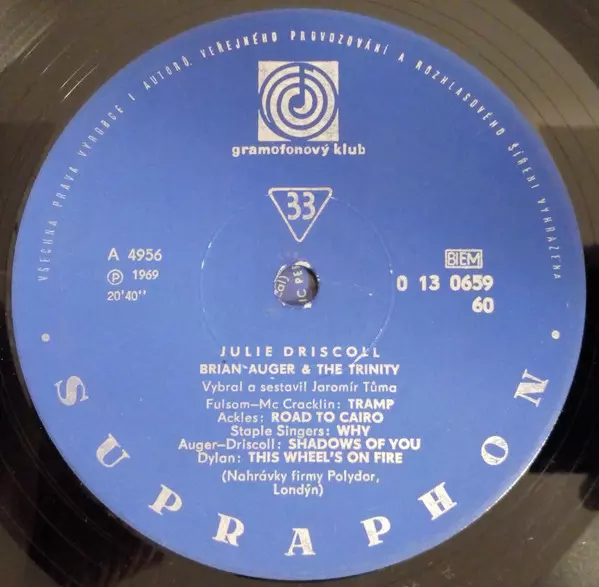 VŠECHNA PRÁVA VÝROBCE I AUTORŮ, VEŘEJNÉHO PROVOZOVÁNÍ A ROZHLASOVÉHO ŠÍŘENÍ VYHRAZENA
gramofonový klub
33
A 4956
℗ 1969
20'40"
BIEM
0 13 0659
60
JULIE DRISCOLL
BRIAN AUGER & THE TRINITY
Vybral a sestavil Jaromír Tůma
Fulsom–Mc Cracklin: TRAMP
Ackles: ROAD TO CAIRO
Staple Singers: WHY
Auger–Driscoll: SHADOWS OF YOU
Dylan: THIS WHEEL'S ON FIRE
(Nahrávky firmy Polydor,
Londýn)
SUPRAPHON